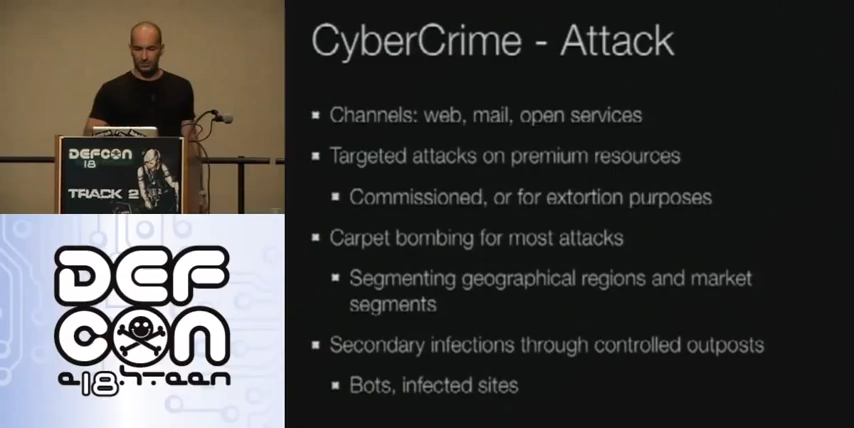 CyberCrime - Attack
Channels: web, mail, open services
Targeted attacks on premium resources
Commissioned, or for extortion purposes
Carpet bombing for most attacks
Segmenting geographical regions and market
segments
Secondary infections through controlled outposts
Bots, infected sites
DEFCON
18
TRACK 2
DEF
CON
e18hteen